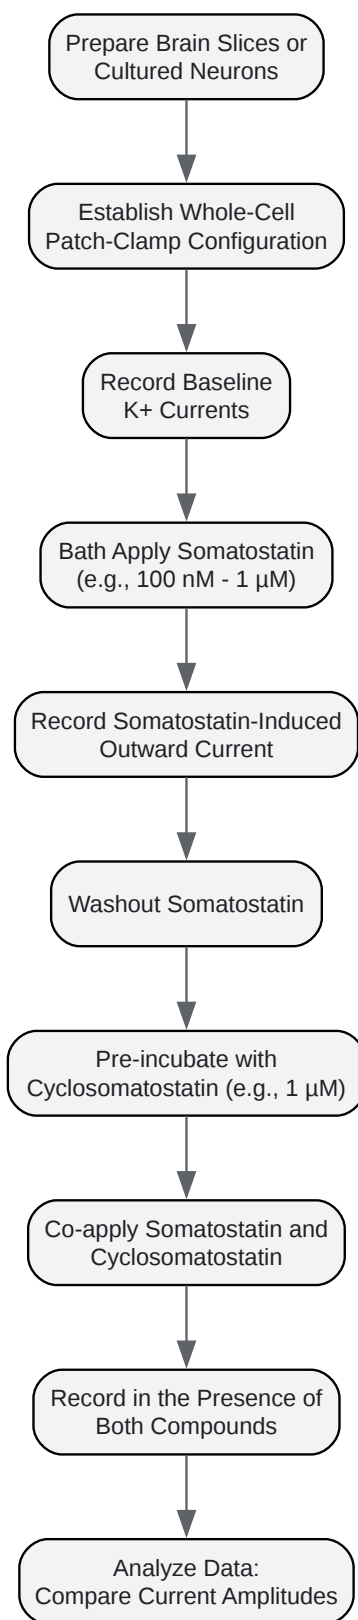 Prepare Brain Slices or
Cultured Neurons
Establish Whole-Cell
Patch-Clamp Configuration
Record Baseline
K+ Currents
Bath Apply Somatostatin
(e.g., 100 nM - 1 µM)
Record Somatostatin-Induced
Outward Current
Washout Somatostatin
Pre-incubate with
Cyclosomatostatin (e.g., 1 µM)
Co-apply Somatostatin and
Cyclosomatostatin
Record in the Presence of
Both Compounds
Analyze Data:
Compare Current Amplitudes